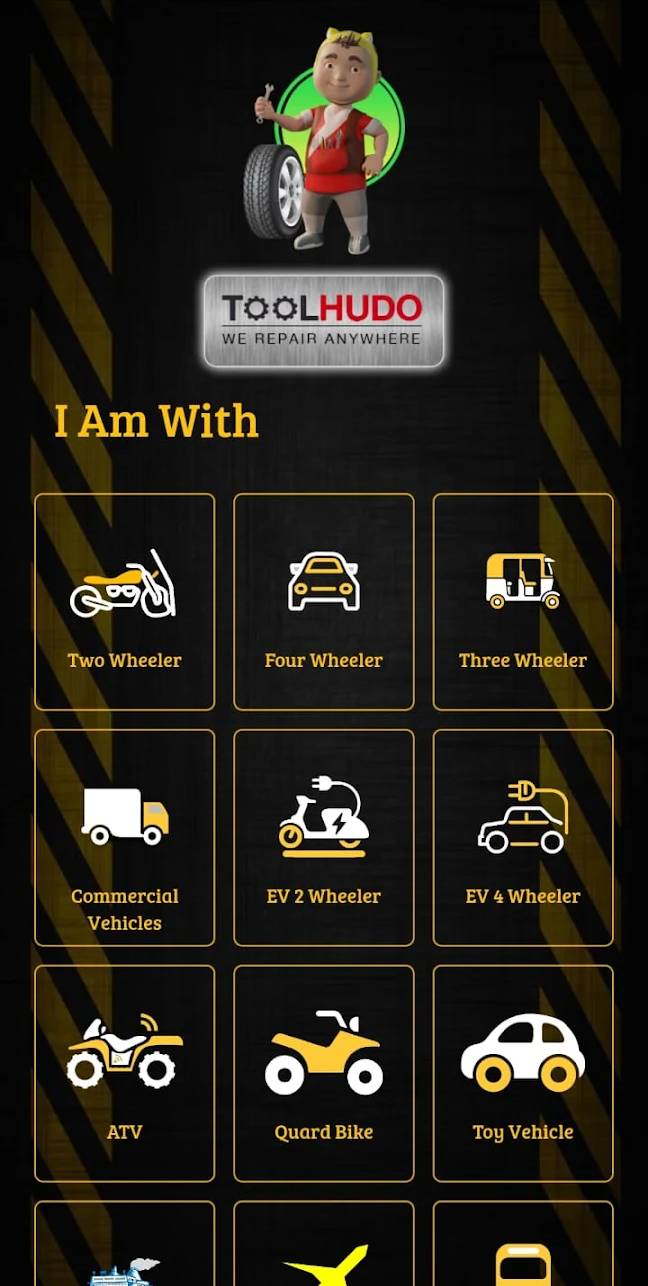 TOOLHUDO
WE REPAIR ANYWHERE
I Am With
Two Wheeler
Four Wheeler
Three Wheeler
Commercial
Vehicles
EV 2 Wheeler
EV 4 Wheeler
ATV
Quard Bike
Toy Vehicle